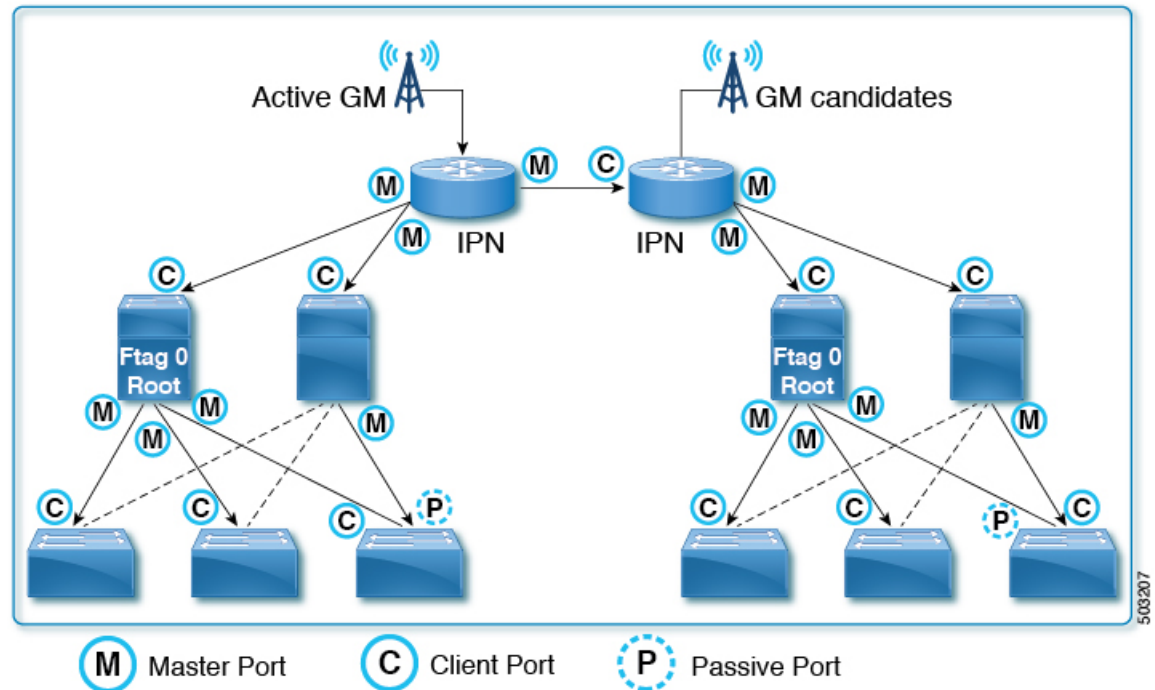 Active GM
GM candidates
M
C
M
M
M
M
IPN
IPN
C
C
C
C
Ftag 0
Root
Ftag 0
Root
M
M
M
M
M
M
M
M
C
C
C
P
C
C
P
C
503207
M Master Port
C Client Port
P Passive Port